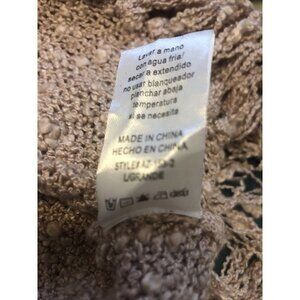 Lavar a mano
con agua fria/
secar a extendido
no usar blanqueador
planchar abaja
temperatura
si se necesita
MADE IN CHINA
HECHO EN CHINA
L/GRANDE